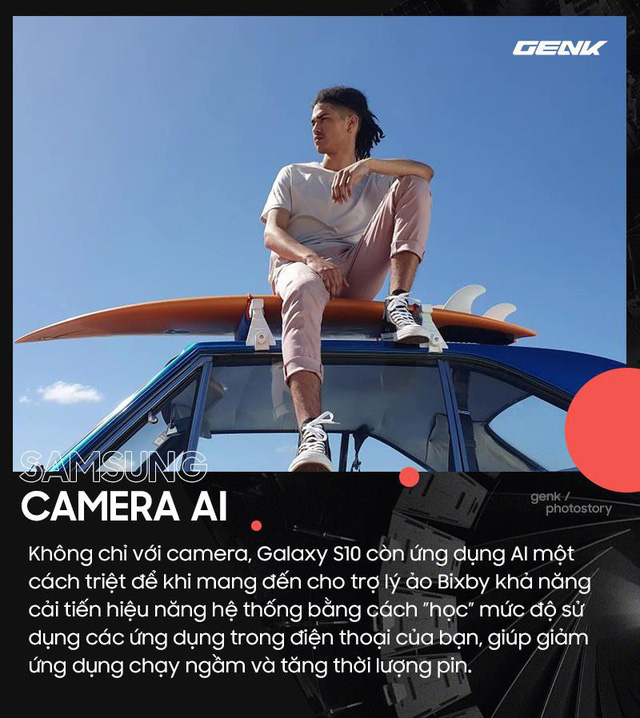 GENK
SAMSUNG
CAMERA AI
genk /
photostory
Không chỉ với camera, Galaxy S10 còn ứng dụng AI một
cách triệt để khi mang đến cho trợ lý ảo Bixby khả năng
cải tiến hiệu năng hệ thống bằng cách "học" mức độ sử
dụng các ứng dụng trong điện thoại của bạn, giúp giảm
ứng dụng chạy ngầm và tăng thời lượng pin.